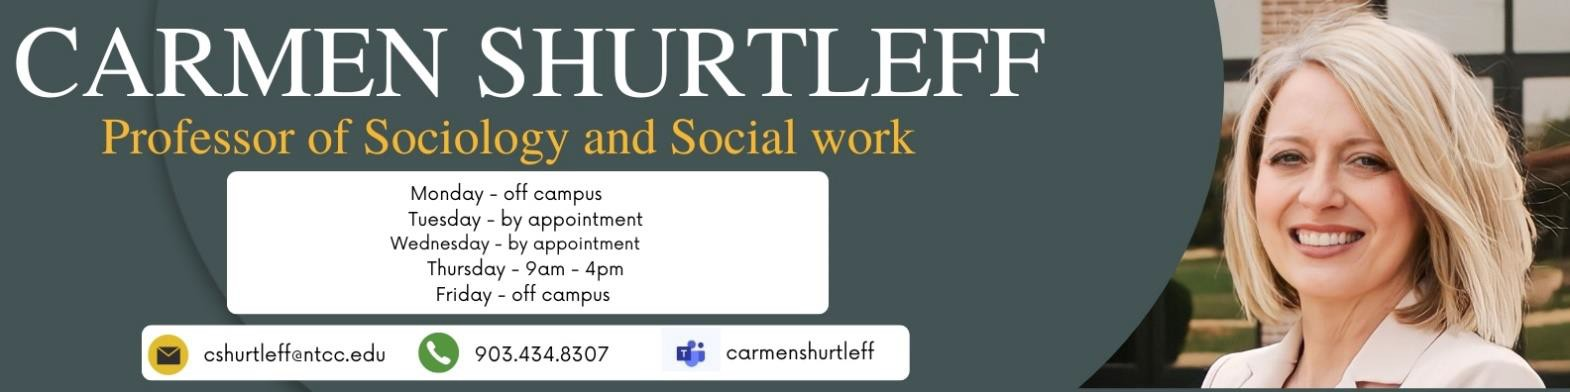 CARMEN SHURTLEFF
Professor of Sociology and Social work
Monday - off campus
Tuesday - by appointment
Wednesday - by appointment
Thursday - 9am - 4pm
Friday - off campus
cshurtleff@ntcc.edu 903.434.8307 carmenshurtleff